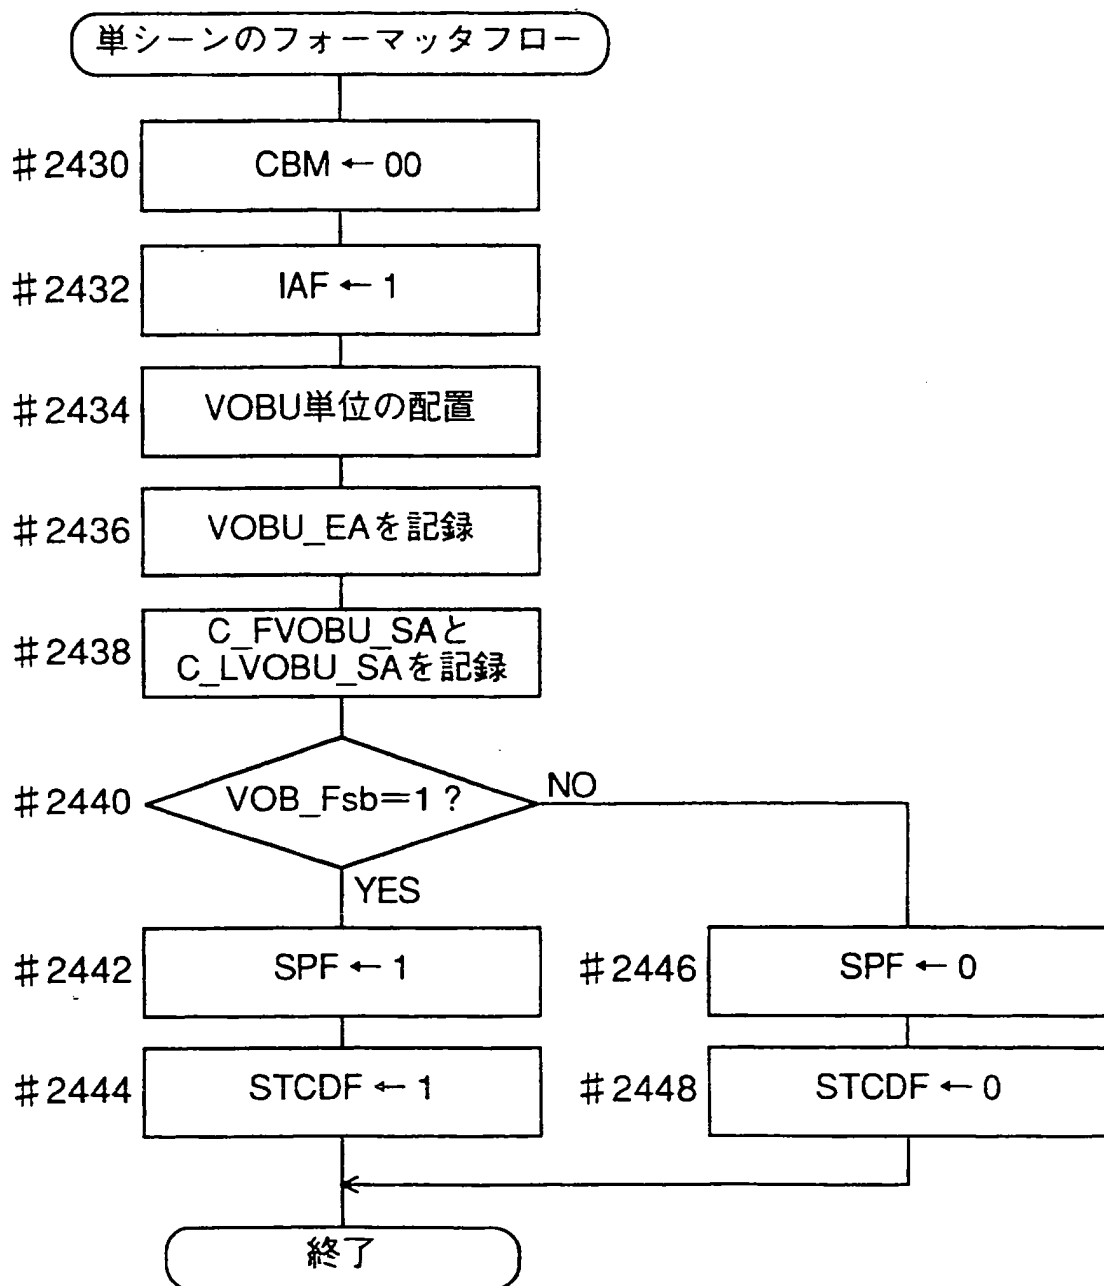 単シーンのフォーマッタフロー
#2430
CBM ← 00
#2432
IAF ← 1
#2434
VOBU単位の配置
#2436
VOBU_EAを記録
#2438
C_FVOBU_SAと
C_LVOBU_SAを記録
#2440
VOB_Fsb=1 ?
NO
YES
#2442
SPF ← 1
#2446
SPF ← 0
#2444
STCDF ← 1
#2448
STCDF ← 0
終了